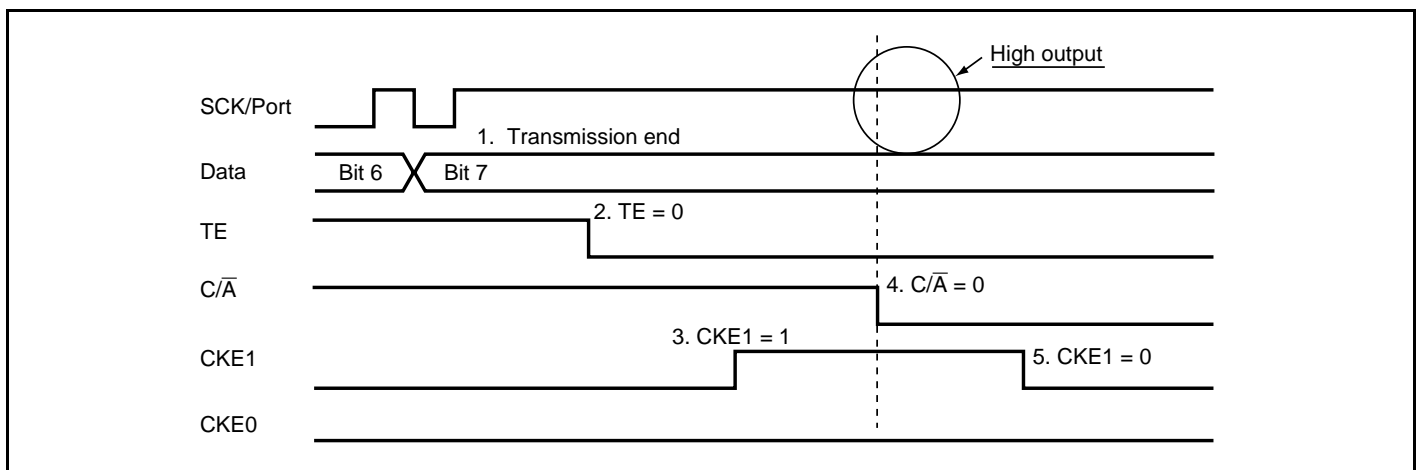 High output
SCK/Port
1. Transmission end
Data Bit 6 Bit 7
2. TE = 0
TE
C/A̅ 4. C/A̅ = 0
3. CKE1 = 1
CKE1 5. CKE1 = 0
CKE0